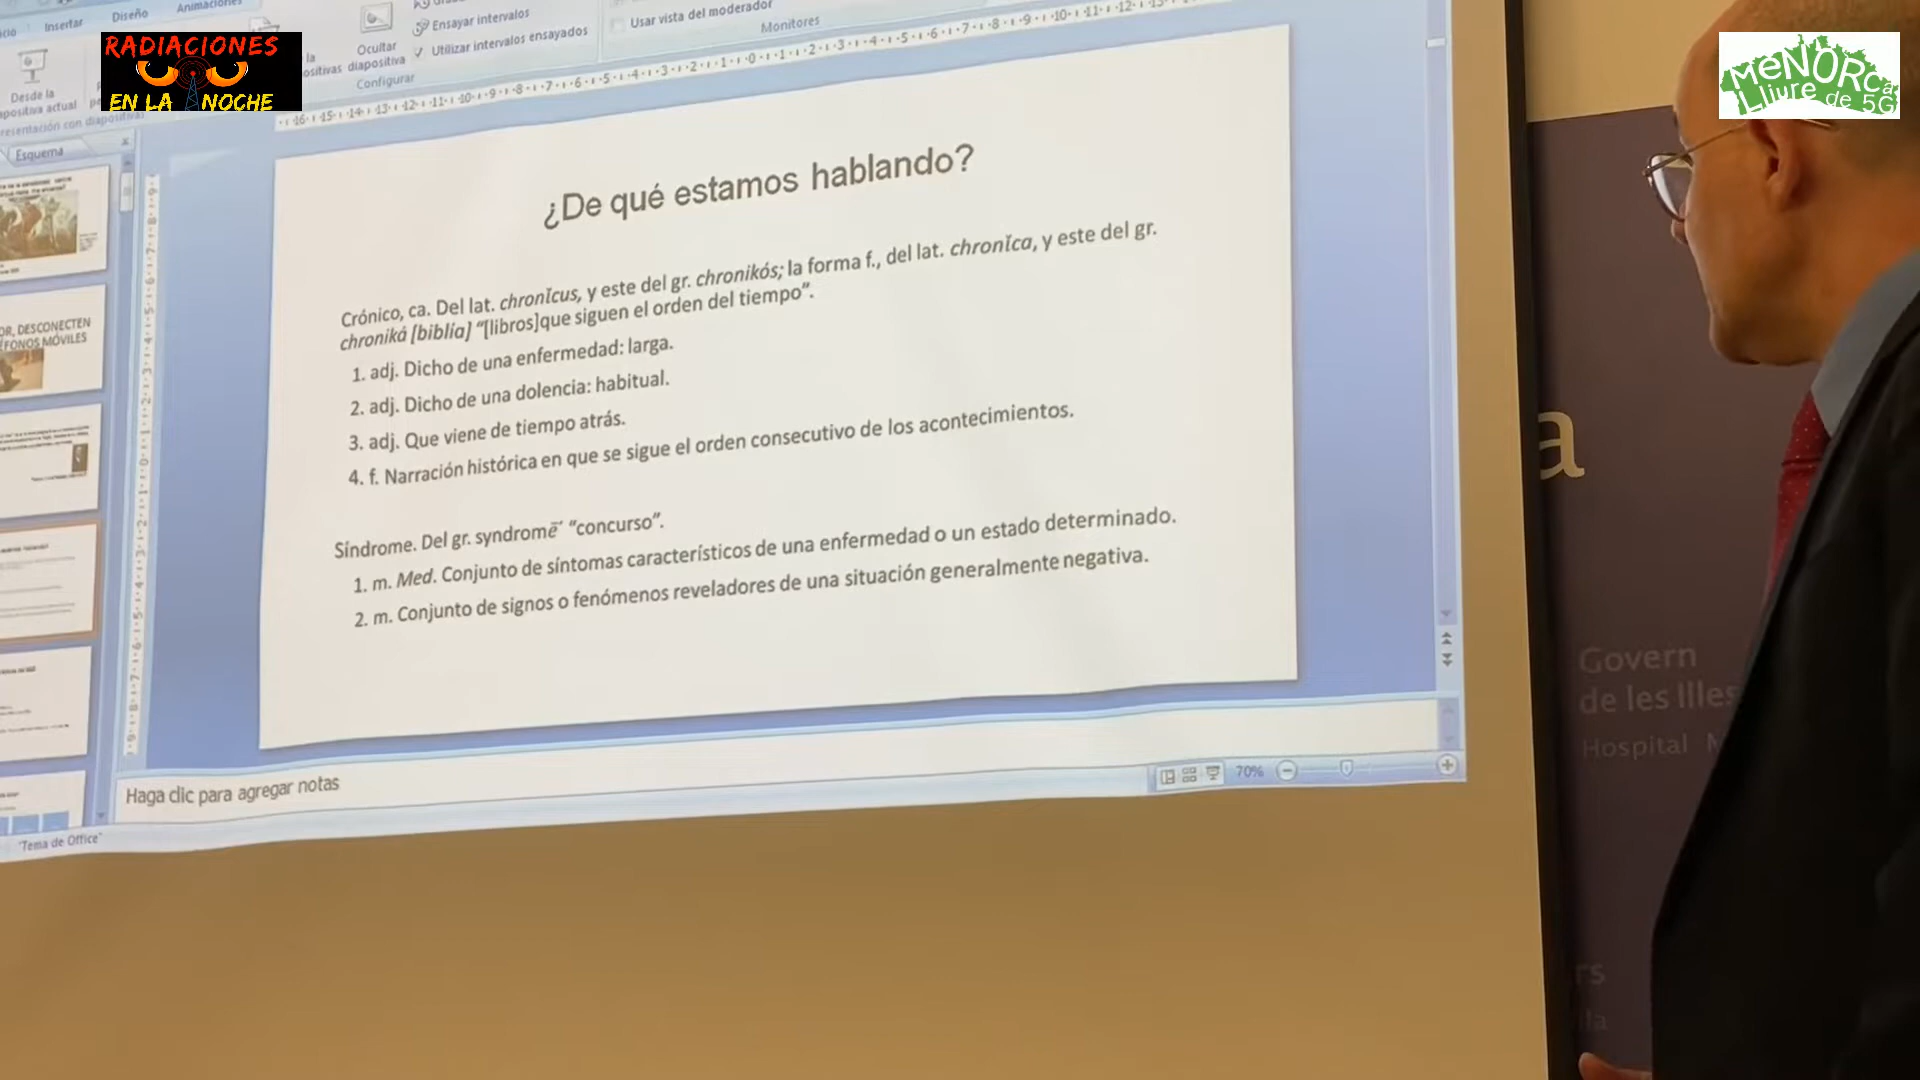 Insertar
Diseño
Animaciones
Ensayar intervalos
Usar vista del moderador
Utilizar intervalos ensayados
Monitores
Ocultar
diapositiva
Configurar
Desde la
RADIACIONES
EN LA NOCHE
MENORCA
Lliure de 5G
Esquema
¿De qué estamos hablando?
Crónico, ca. Del lat. chronĭcus, y este del gr. chronikós; la forma f., del lat. chronĭca, y este del gr.
chroniká [biblía] “[libros]que siguen el orden del tiempo”.
1. adj. Dicho de una enfermedad: larga.
2. adj. Dicho de una dolencia: habitual.
3. adj. Que viene de tiempo atrás.
4. f. Narración histórica en que se sigue el orden consecutivo de los acontecimientos.
Síndrome. Del gr. syndromē´ “concurso”.
1. m. Med. Conjunto de síntomas característicos de una enfermedad o un estado determinado.
2. m. Conjunto de signos o fenómenos reveladores de una situación generalmente negativa.
DESCONECTEN
MÓVILES
Haga clic para agregar notas
70%
"Tema de Office"
a
Govern
de les Illes
Hospital